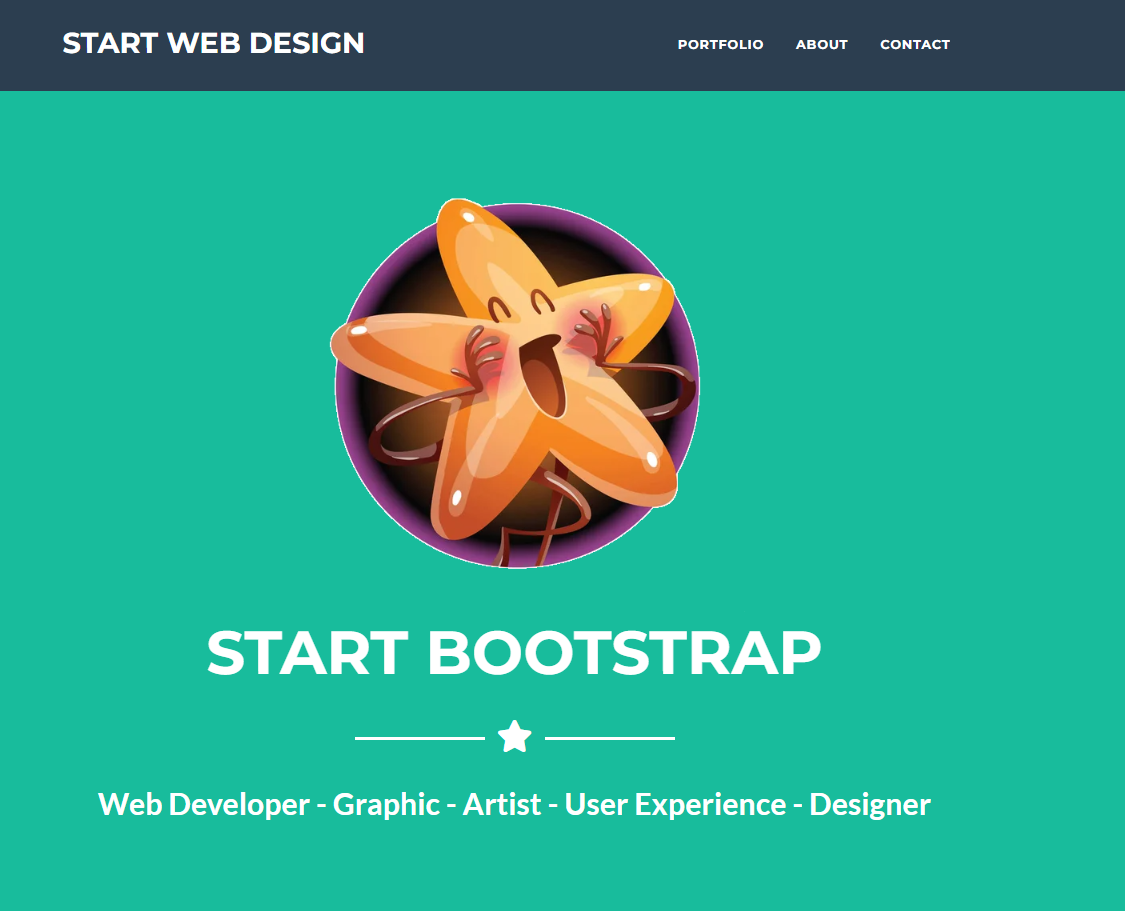 START WEB DESIGN
PORTFOLIO ABOUT CONTACT
START BOOTSTRAP
Web Developer - Graphic - Artist - User Experience - Designer